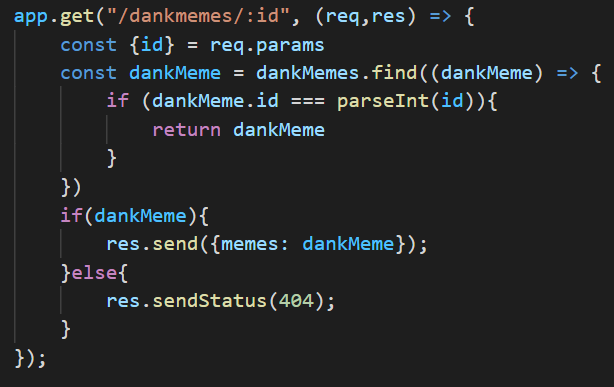 app.get("/dankmemes/:id", (req,res) => {
    const {id} = req.params
    const dankMeme = dankMemes.find((dankMeme) => {
        if (dankMeme.id === parseInt(id)){
            return dankMeme
        }
    })
    if(dankMeme){
        res.send({memes: dankMeme});
    }else{
        res.sendStatus(404);
    }
});